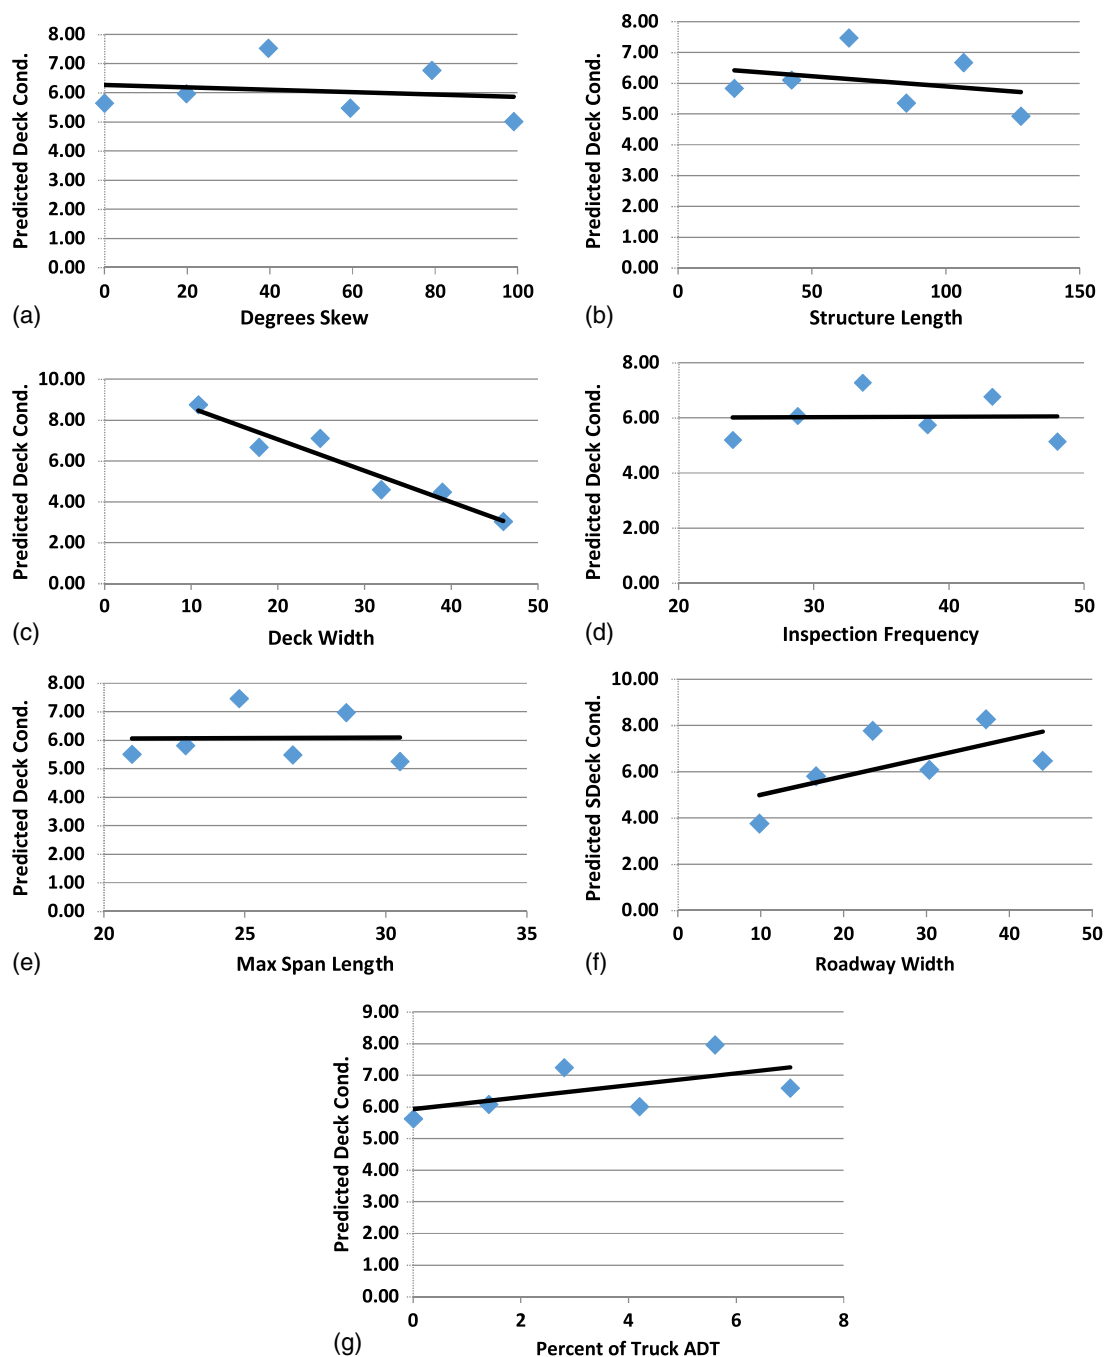 8.00
7.00
6.00
5.00
4.00
3.00
2.00
1.00
0.00
Predicted Deck Cond.
0 20 40 60 80 100
Degrees Skew
(a)
8.00
7.00
6.00
5.00
4.00
3.00
2.00
1.00
0.00
Predicted Deck Cond.
0 50 100 150
Structure Length
(b)
10.00
8.00
6.00
4.00
2.00
0.00
Predicted Deck Cond.
0 10 20 30 40 50
Deck Width
(c)
8.00
6.00
4.00
2.00
0.00
Predicted Deck Cond.
20 30 40 50
Inspection Frequency
(d)
8.00
7.00
6.00
5.00
4.00
3.00
2.00
1.00
0.00
Predicted Deck Cond.
20 25 30 35
Max Span Length
(e)
10.00
8.00
6.00
4.00
2.00
0.00
Predicted SDeck Cond.
0 10 20 30 40 50
Roadway Width
(f)
9.00
8.00
7.00
6.00
5.00
4.00
3.00
2.00
1.00
0.00
Predicted Deck Cond.
0 2 4 6 8
Percent of Truck ADT
(g)